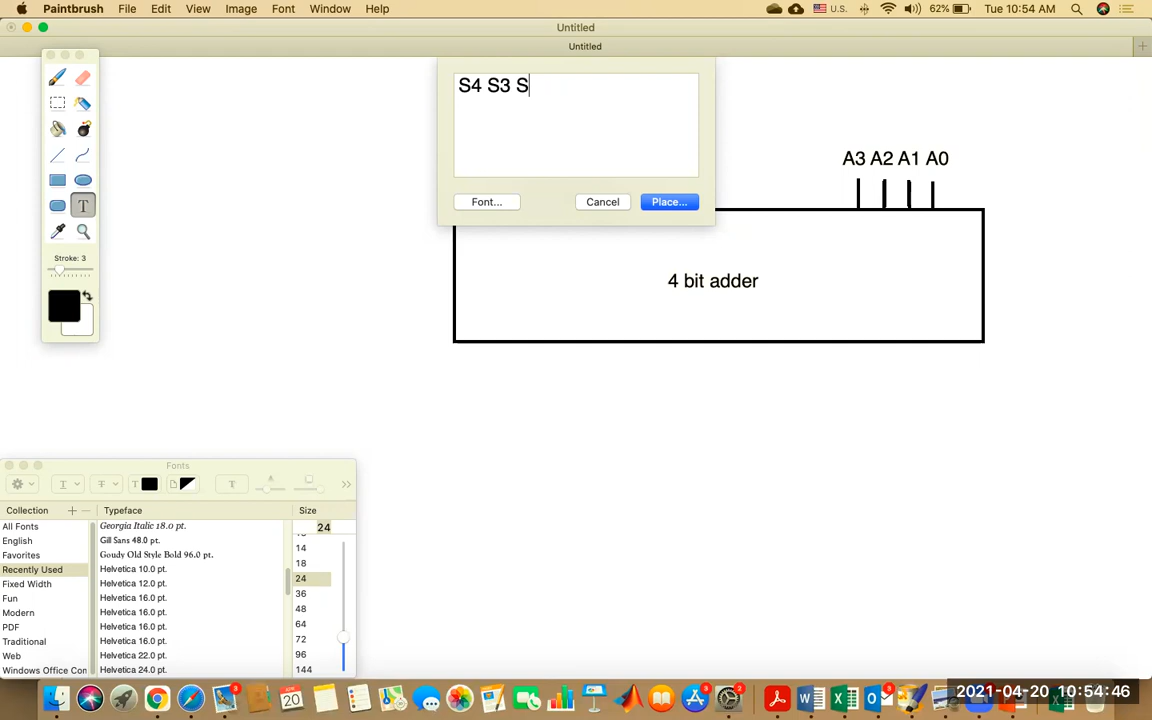 Paintbrush File Edit View Image Font Window Help
U.S. 62% Tue 10:54 AM
Untitled
Untitled
S4 S3 S
Font... Cancel Place...
A3 A2 A1 A0
4 bit adder
T
Stroke: 3
Fonts
Collection Typeface Size
24
All Fonts
English
Favorites
Recently Used
Fixed Width
Fun
Modern
PDF
Traditional
Web
Windows Office Con
Georgia Italic 18.0 pt.
Gill Sans 48.0 pt.
Goudy Old Style Bold 96.0 pt.
Helvetica 10.0 pt.
Helvetica 12.0 pt.
Helvetica 16.0 pt.
Helvetica 16.0 pt.
Helvetica 16.0 pt.
Helvetica 16.0 pt.
Helvetica 22.0 pt.
Helvetica 24.0 pt.
14
18
24
36
48
64
72
96
144
2021-04-20 10:54:46